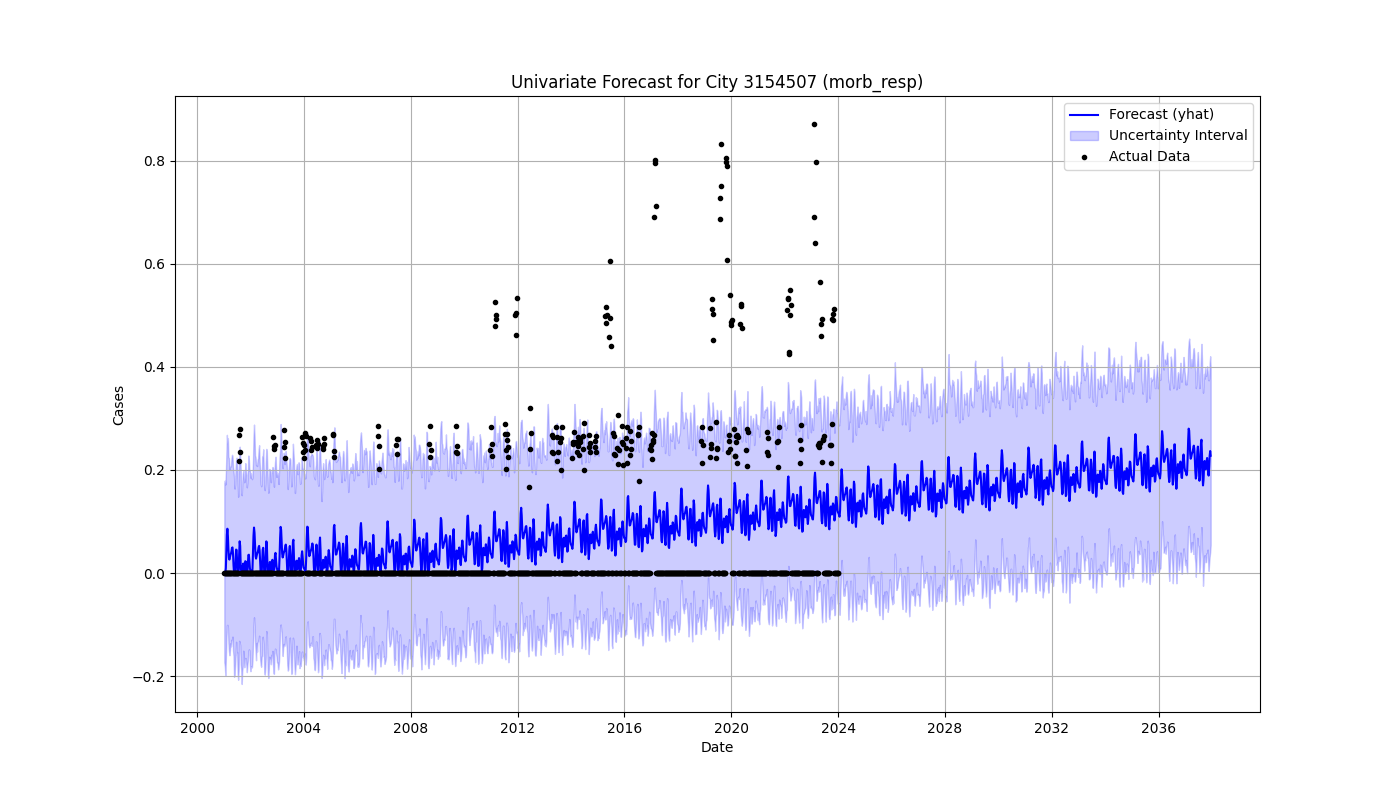 Univariate Forecast for City 3154507 (morb_resp)
Forecast (yhat)
Uncertainty Interval
Actual Data
Cases
0.8
0.6
0.4
0.2
0.0
−0.2
2000 2004 2008 2012 2016 2020 2024 2028 2032 2036
Date